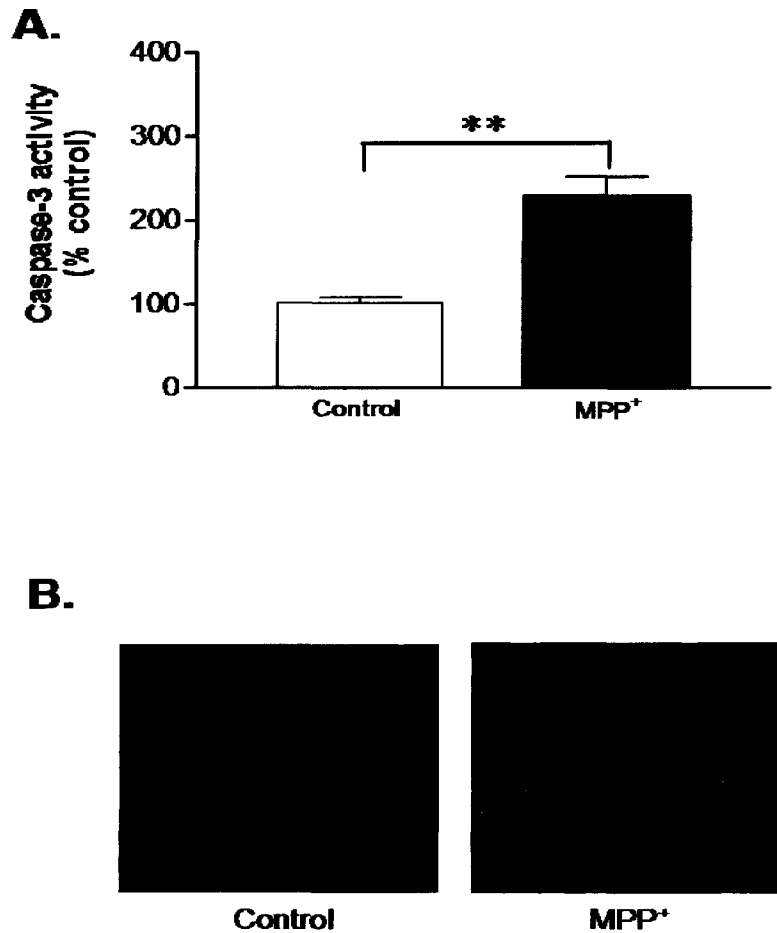 A.
Caspase-3 activity
(% control)
400
300
200
100
0
**
Control
MPP⁺
B.
Control
MPP⁺